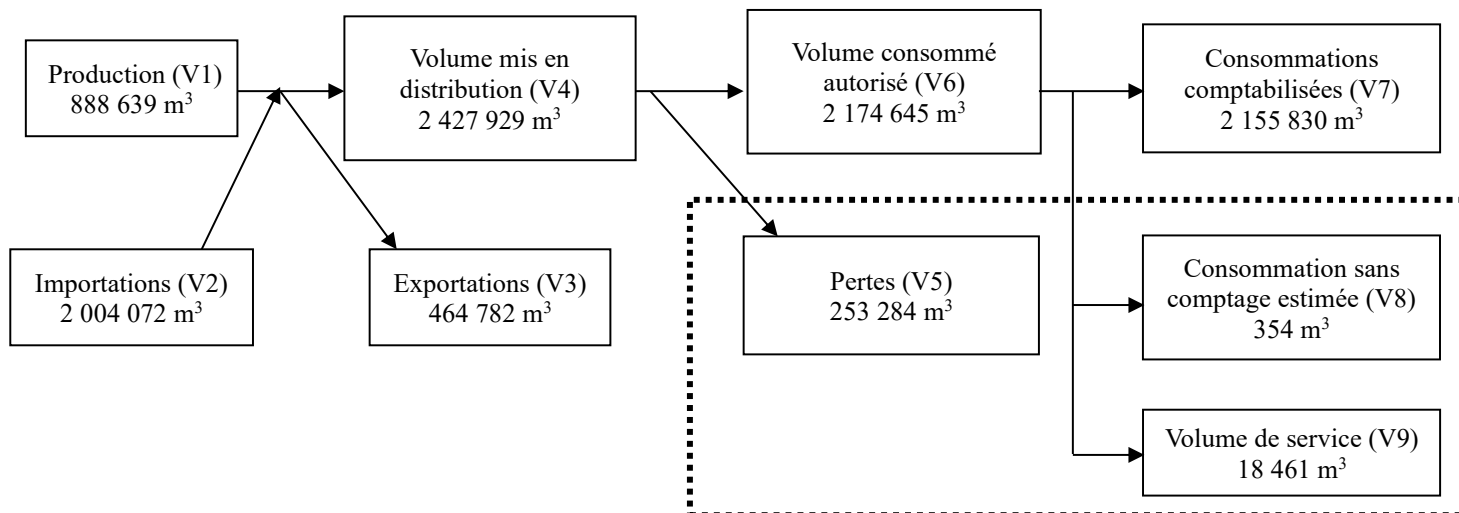 Production (V1)
888 639 m³
Volume mis en
distribution (V4)
2 427 929 m³
Volume consommé
autorisé (V6)
2 174 645 m³
Consommations
comptabilisées (V7)
2 155 830 m³
Importations (V2)
2 004 072 m³
Exportations (V3)
464 782 m³
Pertes (V5)
253 284 m³
Consommation sans
comptage estimée (V8)
354 m³
Volume de service (V9)
18 461 m³